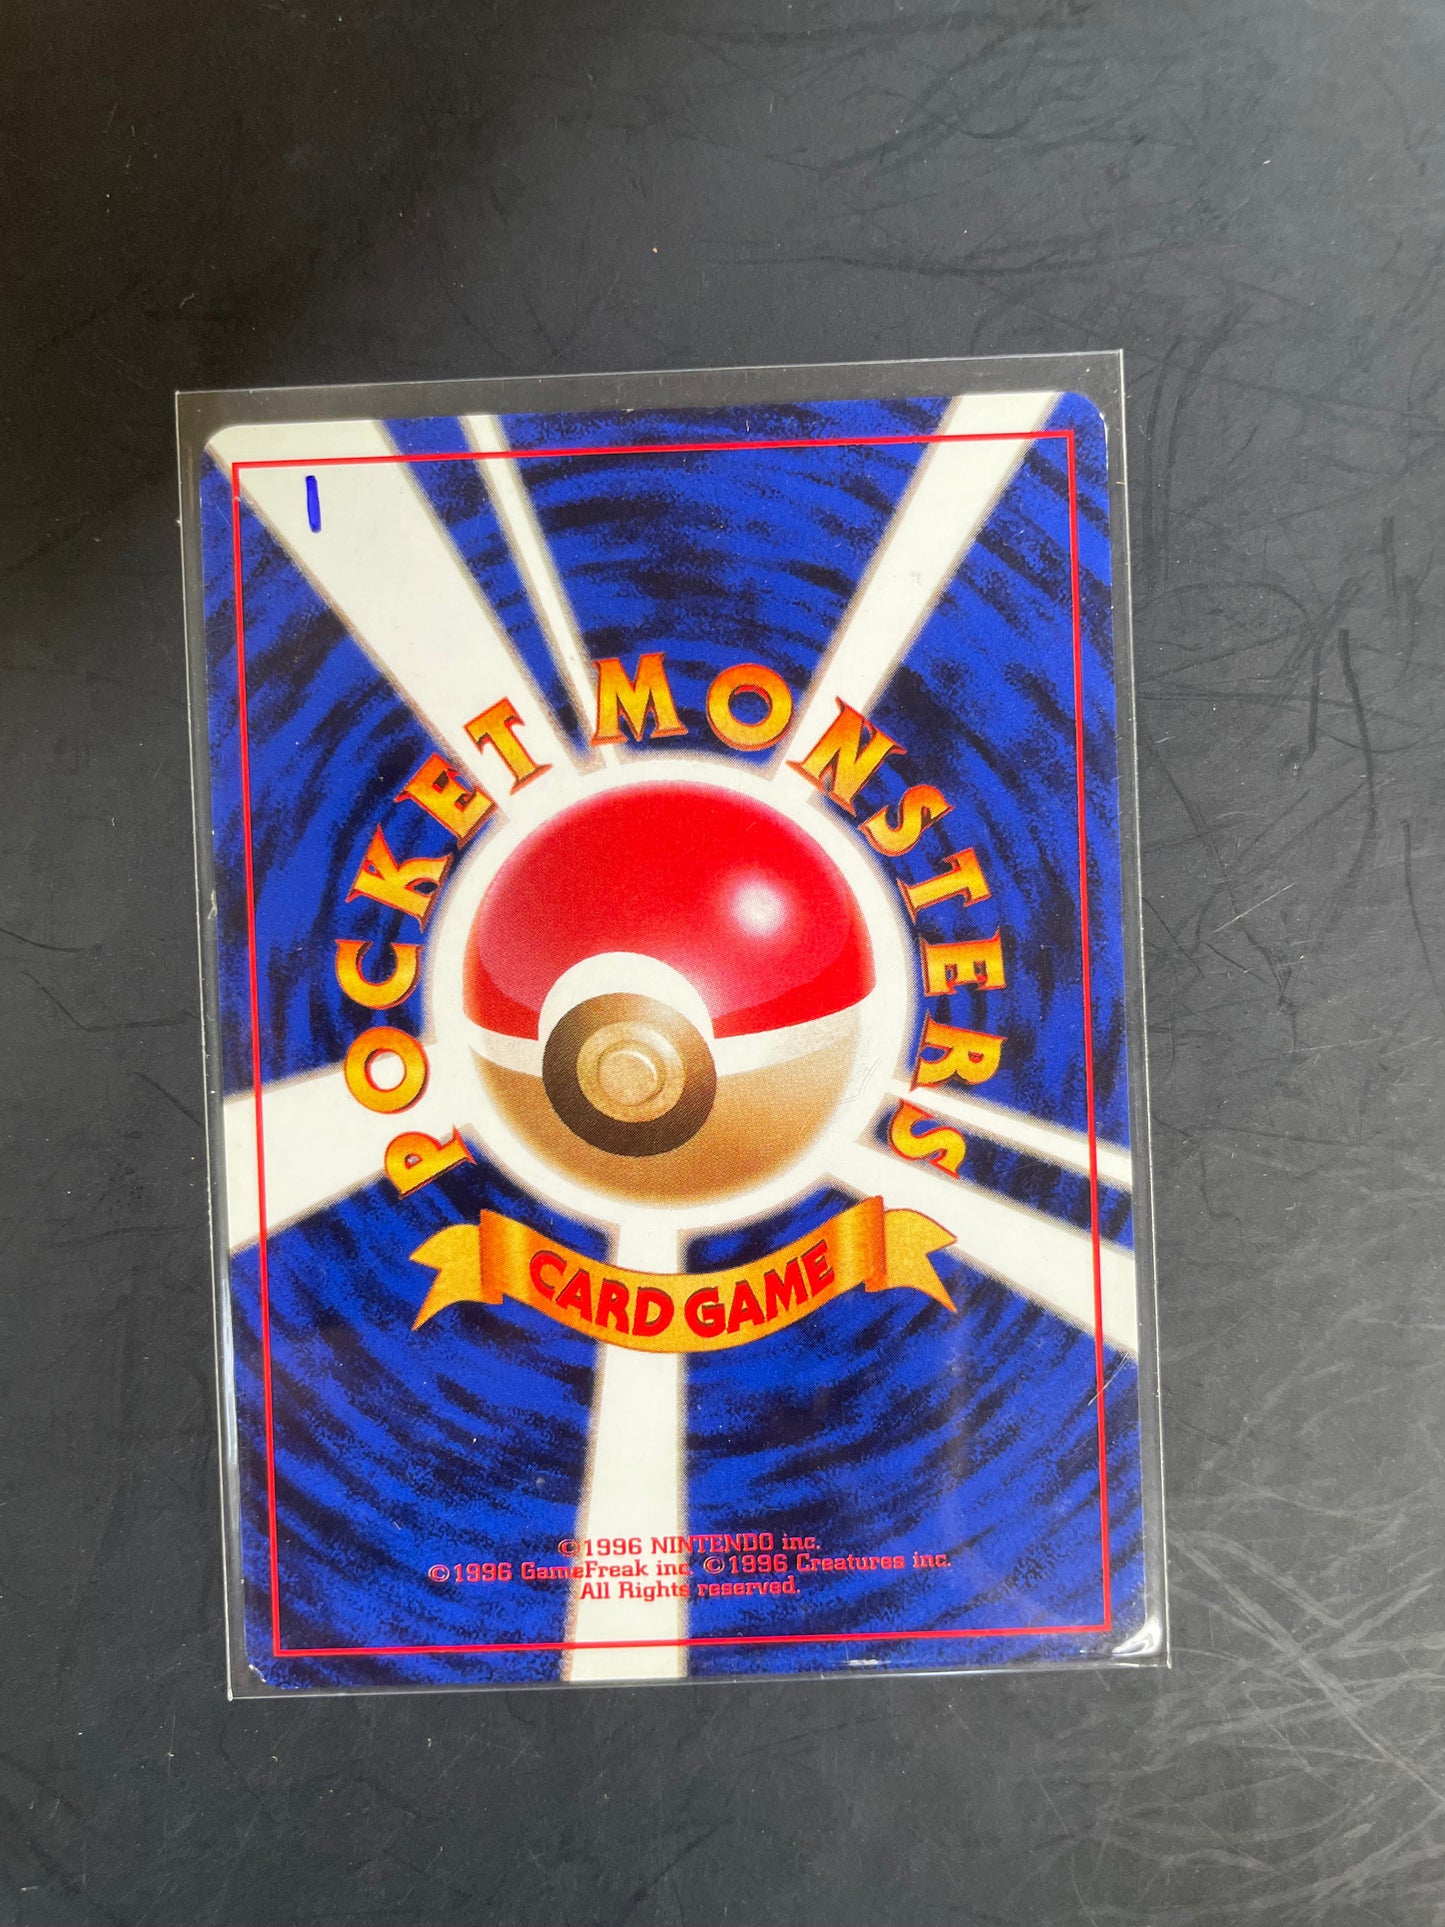 POCKET MONSTERS
CARD GAME
©1996 NINTENDO inc.
©1996 GameFreak inc. ©1996 Creatures inc.
All Rights reserved.